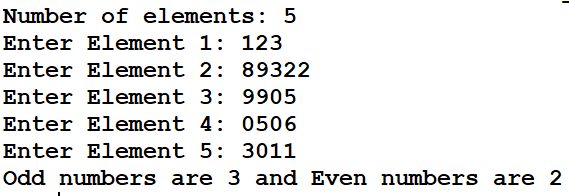 Number of elements: 5
Enter Element 1: 123
Enter Element 2: 89322
Enter Element 3: 9905
Enter Element 4: 0506
Enter Element 5: 3011
Odd numbers are 3 and Even numbers are 2